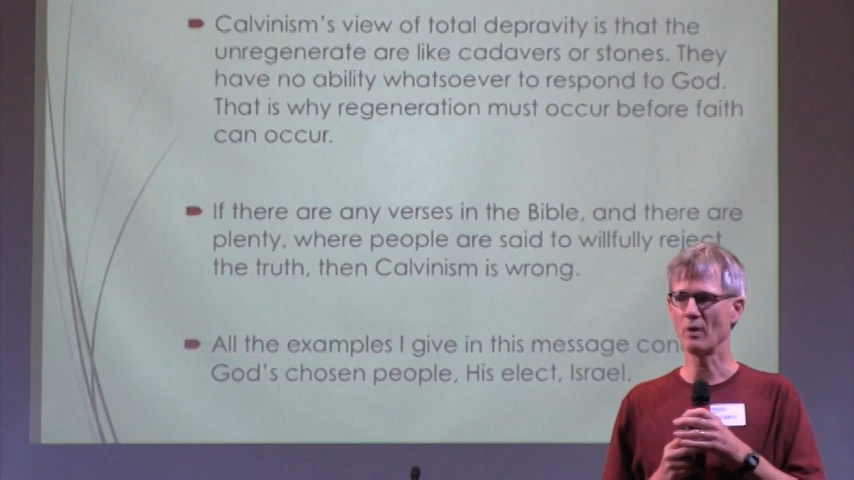 Calvinism's view of total depravity is that the
unregenerate are like cadavers or stones. They
have no ability whatsoever to respond to God.
That is why regeneration must occur before faith
can occur.
If there are any verses in the Bible, and there are
plenty, where people are said to willfully reject
the truth, then Calvinism is wrong.
All the examples I give in this message
God's chosen people, His elect, Israel.